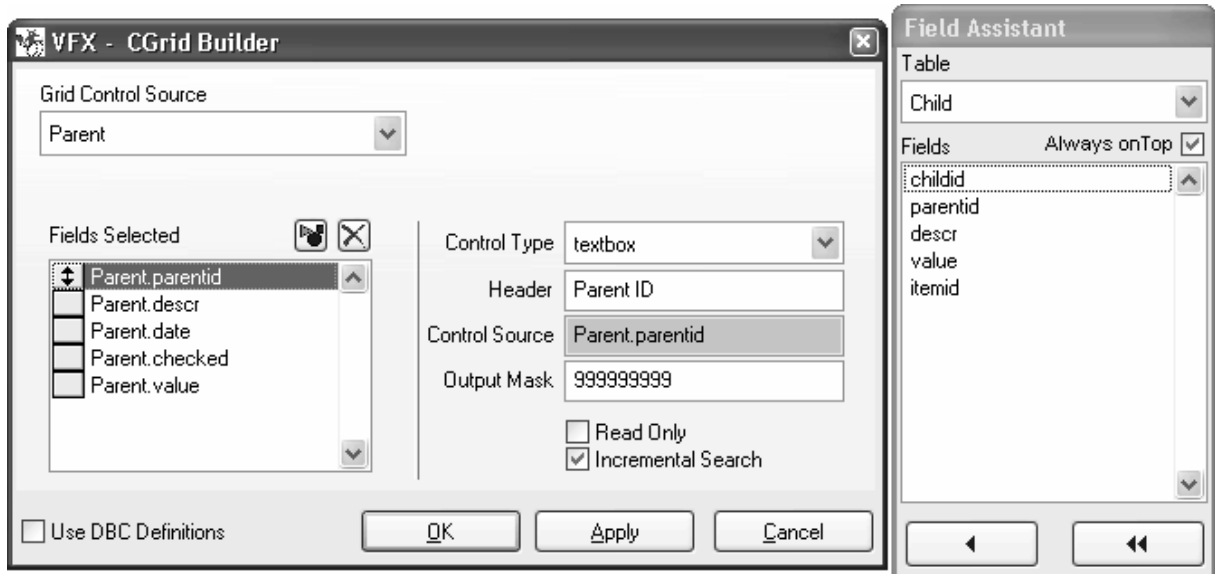 VFX - CGrid Builder
Grid Control Source
Parent
Fields Selected
Parent.parentid
Parent.descr
Parent.date
Parent.checked
Parent.value
Control Type textbox
Header Parent ID
Control Source Parent.parentid
Output Mask 999999999
Read Only
Incremental Search
Use DBC Definitions
OK Apply Cancel
Field Assistant
Table
Child
Fields Always onTop
childid
parentid
descr
value
itemid